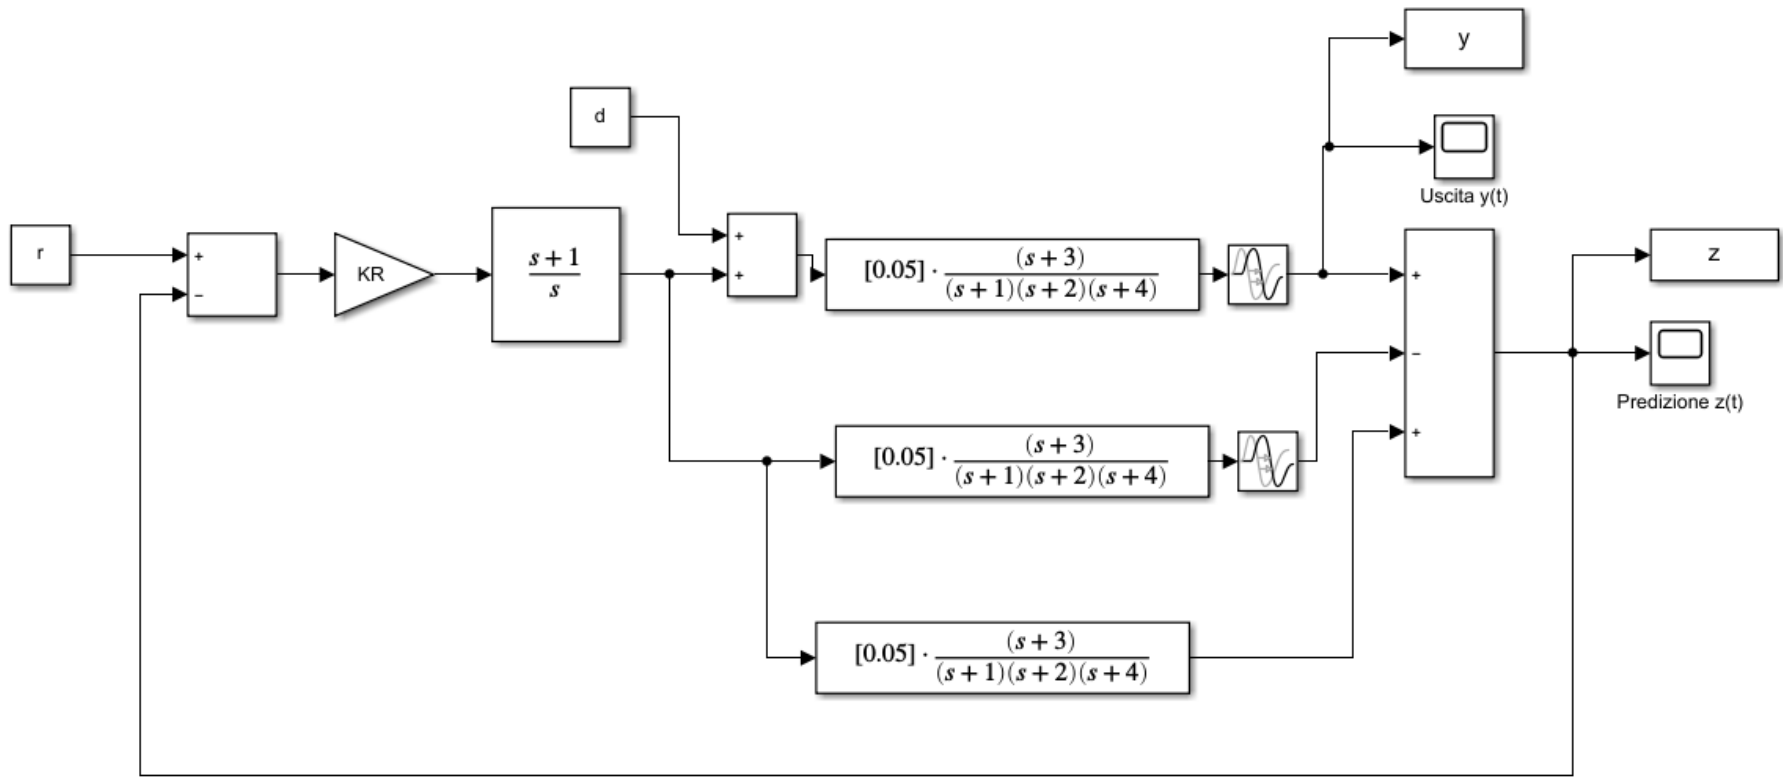 y
d
Uscita y(t)
r
+
−
KR
s + 1
s
+
+
[0.05] · (s + 3)
(s + 1)(s + 2)(s + 4)
+
−
+
z
Predizione z(t)
[0.05] · (s + 3)
(s + 1)(s + 2)(s + 4)
[0.05] · (s + 3)
(s + 1)(s + 2)(s + 4)